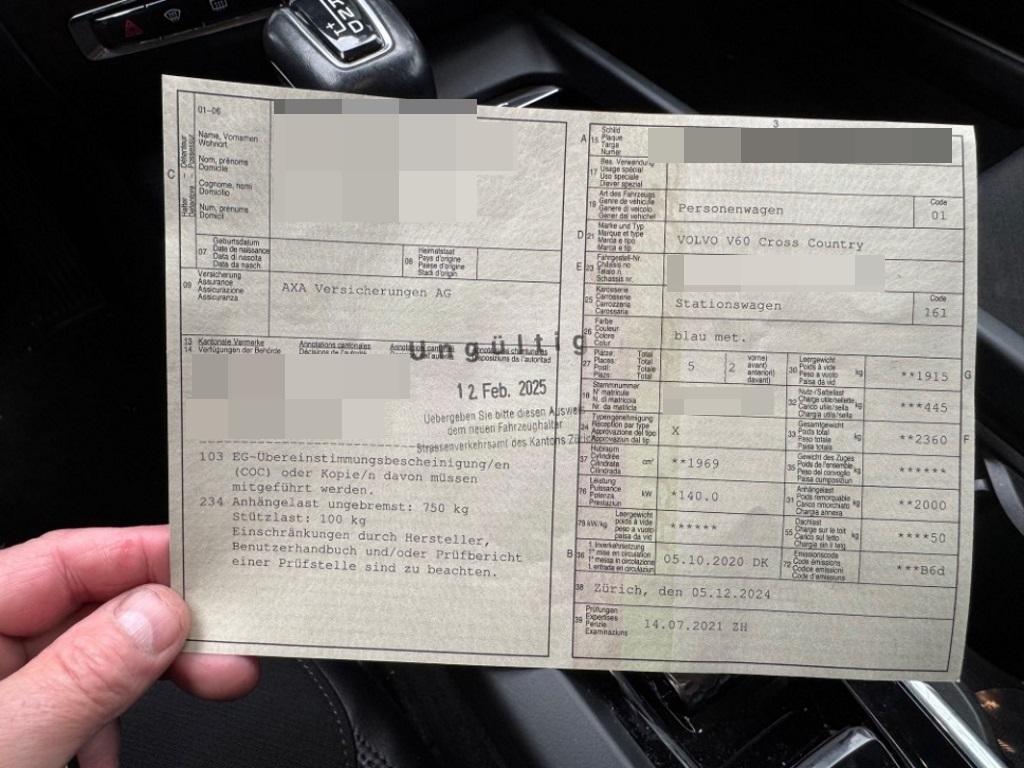 R
N
D
+1
3
01-06
C
Halter Détenteur
Name, Vornamen
Wohnort
Nom, prénoms
Domicile
Cognome, nomi
Domicilio
Num, prenums
Domicil
07
Geburtsdatum
Date de naissance
Data di nascita
Data da nasch.
08
Heimatstaat
Pays d'origine
Paese d'origine
Stadi d'origin
09
Versicherung
Assurance
Assicurazione
Assicuranza
AXA Versicherungen AG
13 Kantonale Vermerke
14 Verfügungen der Behörde
Annotations cantonales
ungültig
12 Feb. 2025
Uebergeben Sie bitte diesen Ausweis
dem neuen Fahrzeughalter
Strassenverkehrsamt des Kantons Zürich
103 EG-Übereinstimmungsbescheinigung/en
(COC) oder Kopie/n davon müssen
mitgeführt werden.
234 Anhängelast ungebremst: 750 kg
Stützlast: 100 kg
Einschränkungen durch Hersteller,
Benutzerhandbuch und/oder Prüfbericht
einer Prüfstelle sind zu beachten.
A 15
Schild
Plaque
Targa
Numer
17
Bes. Verwendung
Usage spécial
Uso speciale
Diever spezial
19
Art des Fahrzeugs
Genre de véhicule
Genere di veicolo
Gener da vehichel
Personenwagen
Code
01
D 21
Marke und Typ
Marque et type
Marca e tipo
Marca e tip
VOLVO V60 Cross Country
E 23
Fahrgestell-Nr.
Châssis no
Telaio n.
Schassis nr.
25
Karosserie
Carrosserie
Carrozzeria
Carossaria
Stationswagen
Code
161
26
Farbe
Couleur
Colore
Colur
blau met.
27
Plätze: Total
Places: Total
Posti: Totale
Plazs: Total
5
2
vorne)
avant)
anteriori)
davant)
30
Leergewicht
Poids à vide
Peso a vuoto
Paisa da vid
kg
**1915
G
18
Stammnummer
N° matricule
N. di matricola
Nr. da matricla
32
Nutz-/Sattellast
Charge utile/sellette
Carico utile/sella
Chargia utila/sella
kg
***445
24
Typengenehmigung
Réception par type
Approvazione del tipo
Approvaziun dal tip
X
33
Gesamtgewicht
Poids total
Peso totale
Paisa totala
kg
**2360
F
37
Hubraum
Cylindrée
Cilindrata
Cilindrada
cm³
**1969
35
Gewicht des Zuges
Poids de l'ensemble
Peso del convoglio
Paisa cumposiziun
kg
******
76
Leistung
Puissance
Potenza
Prestaziun
kW
*140.0
31
Anhängelast
Poids remorquable
Carico rimorchiato
Chargia annexa
kg
**2000
78 kW/kg
Leergewicht
poids à vide
peso a vuoto
paisa da vid
******
55
Dachlast
Charge sur le toit
Carico sul tetto
Chargia sin il tetg
kg
****50
B 36
1. Inverkehrsetzung
1re mise en circulation
1a messa in circolazione
1. entrada en circulaziun
05.10.2020 DK
72
Emissionscode
Code émissions
Codice emissioni
Code d'emissiuns
***B6d
38
Zürich, den 05.12.2024
39
Prüfungen
Expertises
Perizie
Examinaziuns
14.07.2021 ZH